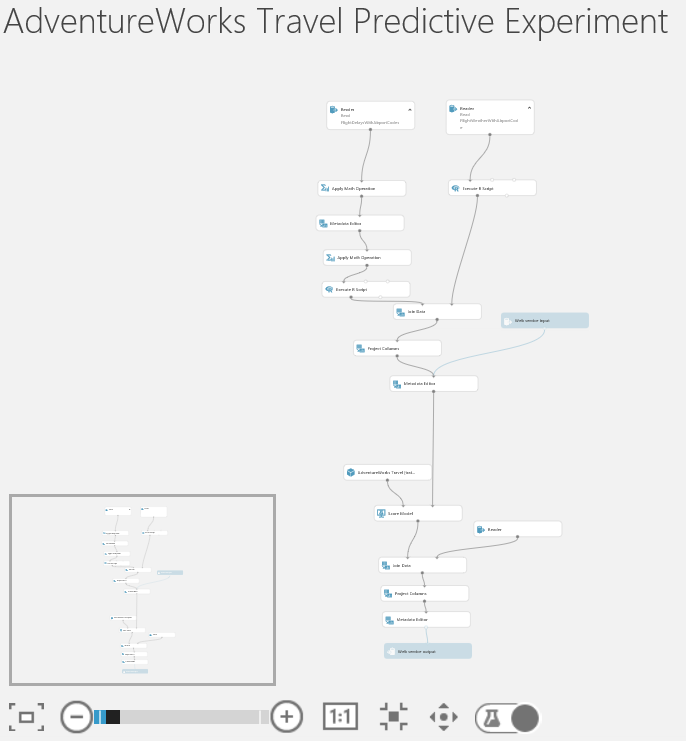 AdventureWorks Travel Predictive Experiment
Reader
Read
Reader
Read
Apply Math Operation
Execute R Script
Metadata Editor
Apply Math Operation
Execute R Script
Join Data
Web service input
Project Columns
Metadata Editor
AdventureWorks Travel [trai...
Score Model
Reader
Join Data
Project Columns
Metadata Editor
Web service output
1:1